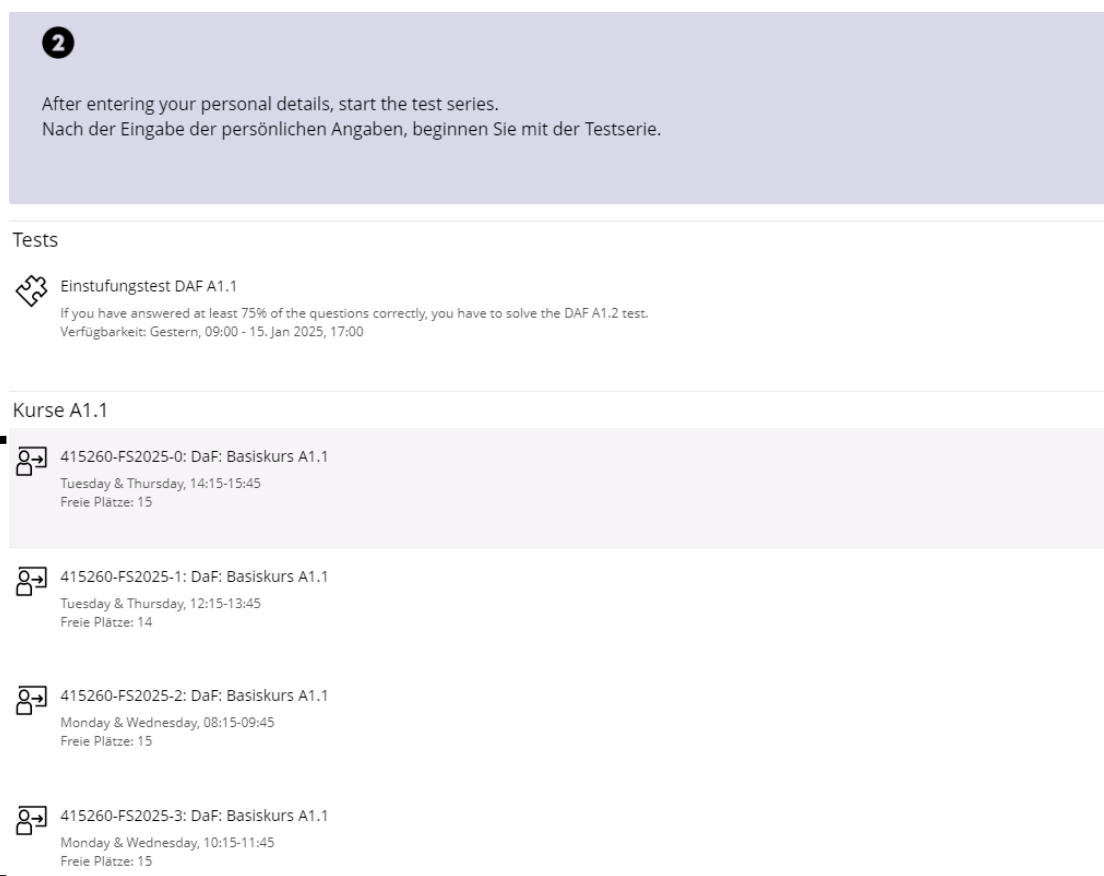 2
After entering your personal details, start the test series.
Nach der Eingabe der persönlichen Angaben, beginnen Sie mit der Testserie.
Tests
Einstufungstest DAF A1.1
If you have answered at least 75% of the questions correctly, you have to solve the DAF A1.2 test.
Verfügbarkeit: Gestern, 09:00 - 15. Jan 2025, 17:00
Kurse A1.1
415260-FS2025-0: DaF: Basiskurs A1.1
Tuesday & Thursday, 14:15-15:45
Freie Plätze: 15
415260-FS2025-1: DaF: Basiskurs A1.1
Tuesday & Thursday, 12:15-13:45
Freie Plätze: 14
415260-FS2025-2: DaF: Basiskurs A1.1
Monday & Wednesday, 08:15-09:45
Freie Plätze: 15
415260-FS2025-3: DaF: Basiskurs A1.1
Monday & Wednesday, 10:15-11:45
Freie Plätze: 15